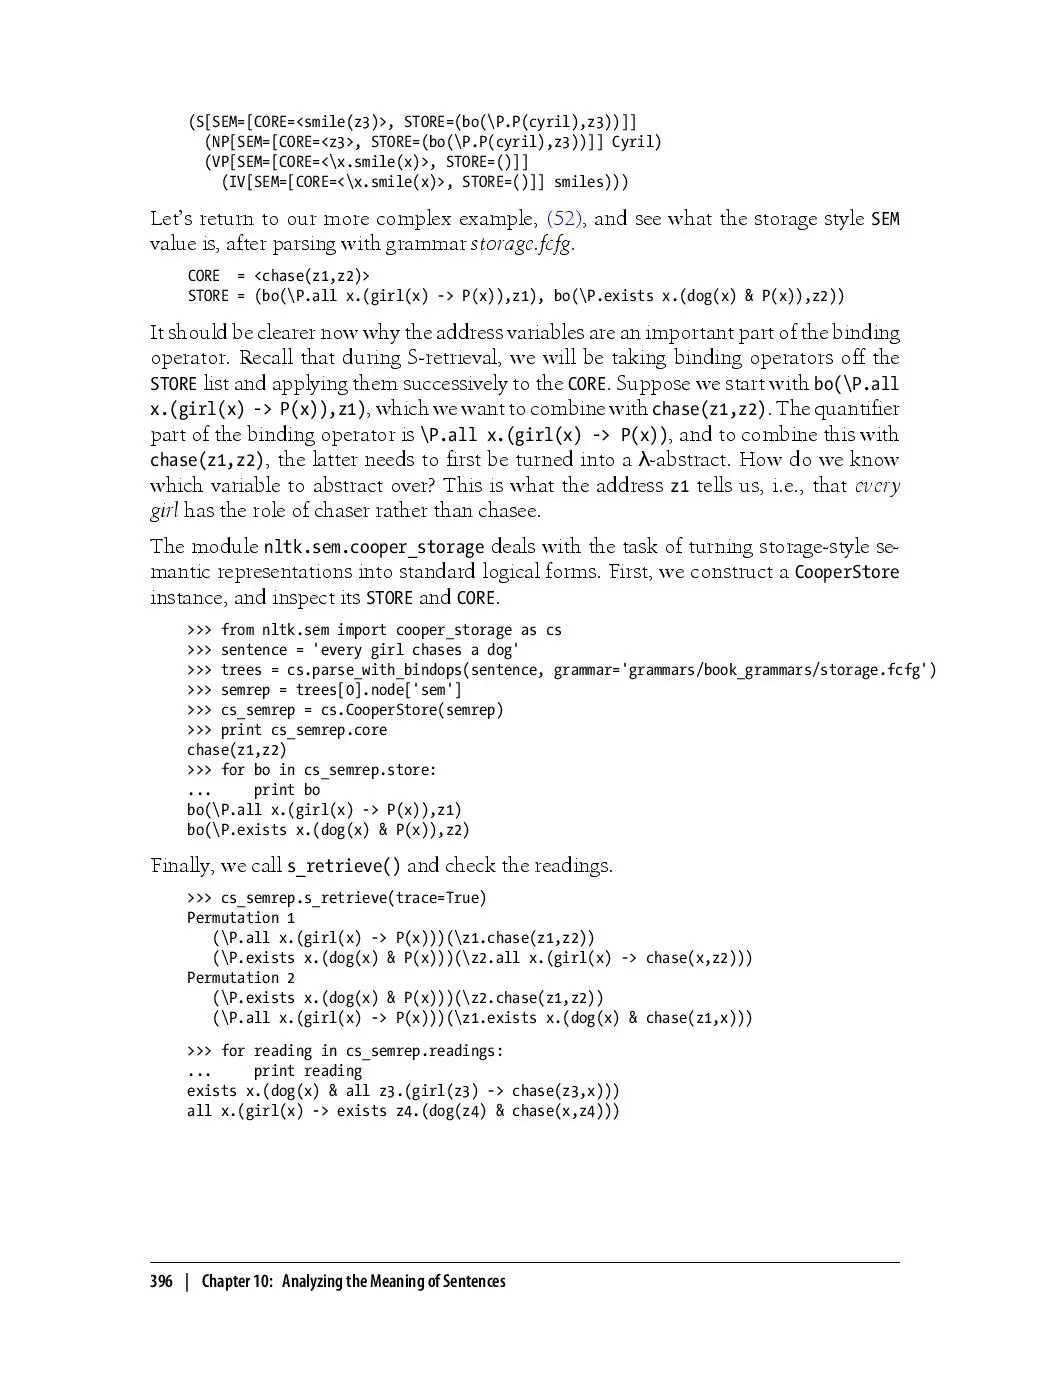 (S[SEM=[CORE=<smile(z3)>, STORE=(bo(\P.P(cyril),z3))]]
  (NP[SEM=[CORE=<z3>, STORE=(bo(\P.P(cyril),z3))]] Cyril)
  (VP[SEM=[CORE=<\x.smile(x)>, STORE=()]]
    (IV[SEM=[CORE=<\x.smile(x)>, STORE=()]] smiles)))
Let's return to our more complex example, (52), and see what the storage style SEM
value is, after parsing with grammar storage.fcfg.
CORE  = <chase(z1,z2)>
STORE = (bo(\P.all x.(girl(x) -> P(x)),z1), bo(\P.exists x.(dog(x) & P(x)),z2))
It should be clearer now why the address variables are an important part of the binding
operator. Recall that during S-retrieval, we will be taking binding operators off the
STORE list and applying them successively to the CORE. Suppose we start with bo(\P.all
x.(girl(x) -> P(x)),z1), which we want to combine with chase(z1,z2). The quantifier
part of the binding operator is \P.all x.(girl(x) -> P(x)), and to combine this with
chase(z1,z2), the latter needs to first be turned into a λ-abstract. How do we know
which variable to abstract over? This is what the address z1 tells us, i.e., that every
girl has the role of chaser rather than chasee.
The module nltk.sem.cooper_storage deals with the task of turning storage-style se-
mantic representations into standard logical forms. First, we construct a CooperStore
instance, and inspect its STORE and CORE.
>>> from nltk.sem import cooper_storage as cs
>>> sentence = 'every girl chases a dog'
>>> trees = cs.parse_with_bindops(sentence, grammar='grammars/book_grammars/storage.fcfg')
>>> semrep = trees[0].node['sem']
>>> cs_semrep = cs.CooperStore(semrep)
>>> print cs_semrep.core
chase(z1,z2)
>>> for bo in cs_semrep.store:
...     print bo
bo(\P.all x.(girl(x) -> P(x)),z1)
bo(\P.exists x.(dog(x) & P(x)),z2)
Finally, we call s_retrieve() and check the readings.
>>> cs_semrep.s_retrieve(trace=True)
Permutation 1
   (\P.all x.(girl(x) -> P(x)))(\z1.chase(z1,z2))
   (\P.exists x.(dog(x) & P(x)))(\z2.all x.(girl(x) -> chase(x,z2)))
Permutation 2
   (\P.exists x.(dog(x) & P(x)))(\z2.chase(z1,z2))
   (\P.all x.(girl(x) -> P(x)))(\z1.exists x.(dog(x) & chase(z1,x)))
>>> for reading in cs_semrep.readings:
...     print reading
exists x.(dog(x) & all z3.(girl(z3) -> chase(z3,x)))
all x.(girl(x) -> exists z4.(dog(z4) & chase(x,z4)))
396 | Chapter 10: Analyzing the Meaning of Sentences